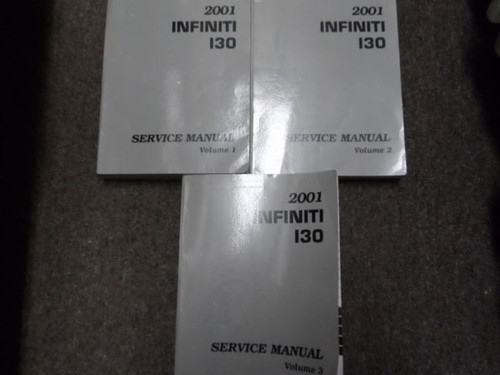 2001
INFINITI
I30
SERVICE MANUAL
Volume 1
2001
INFINITI
I30
SERVICE MANUAL
Volume 2
2001
INFINITI
I30
SERVICE MANUAL
Volume 3